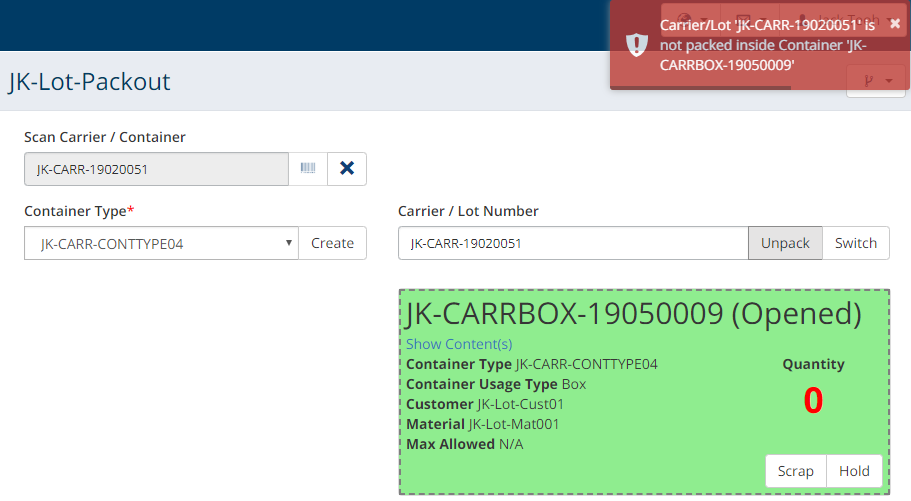 Carrier/Lot 'JK-CARR-19020051' is
not packed inside Container 'JK-
CARRBOX-19050009'
JK-Lot-Packout
Scan Carrier / Container
JK-CARR-19020051
Container Type*
JK-CARR-CONTTYPE04
Create
Carrier / Lot Number
JK-CARR-19020051
Unpack
Switch
JK-CARRBOX-19050009 (Opened)
Show Content(s)
Container Type JK-CARR-CONTTYPE04
Container Usage Type Box
Customer JK-Lot-Cust01
Material JK-Lot-Mat001
Max Allowed N/A
Quantity
0
Scrap
Hold